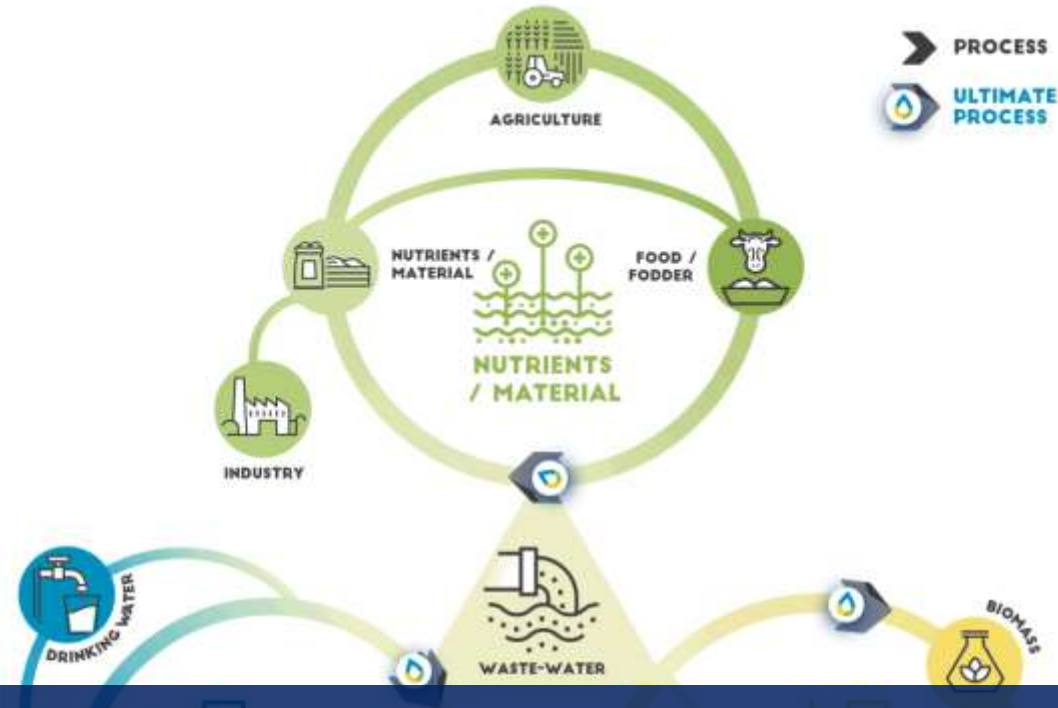 PROCESS
ULTIMATE
PROCESS
AGRICULTURE
NUTRIENTS /
MATERIAL
FOOD /
FODDER
NUTRIENTS
/ MATERIAL
INDUSTRY
DRINKING WATER
WASTE-WATER
BIOMASS